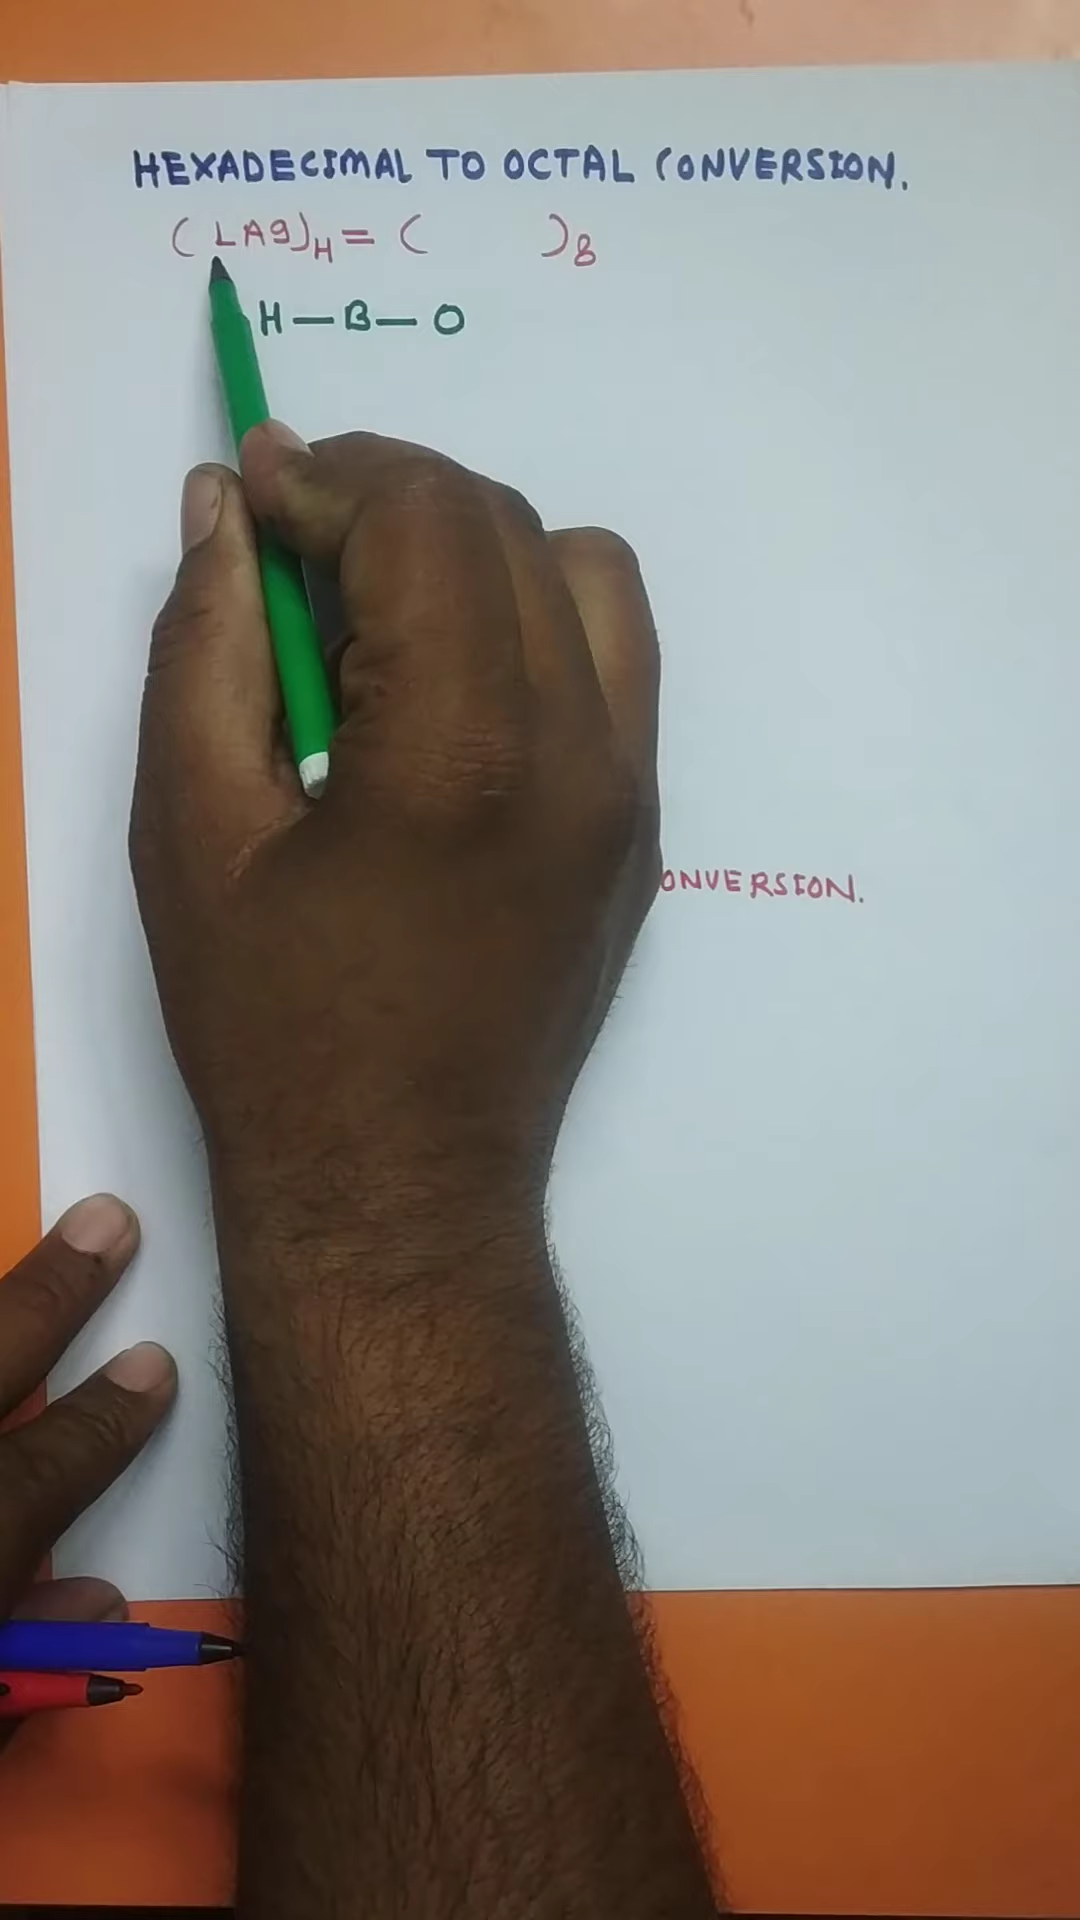 HEXADECIMAL TO OCTAL CONVERSION.
(1A9)H = ( )8
H — B — O
ONVERSION.